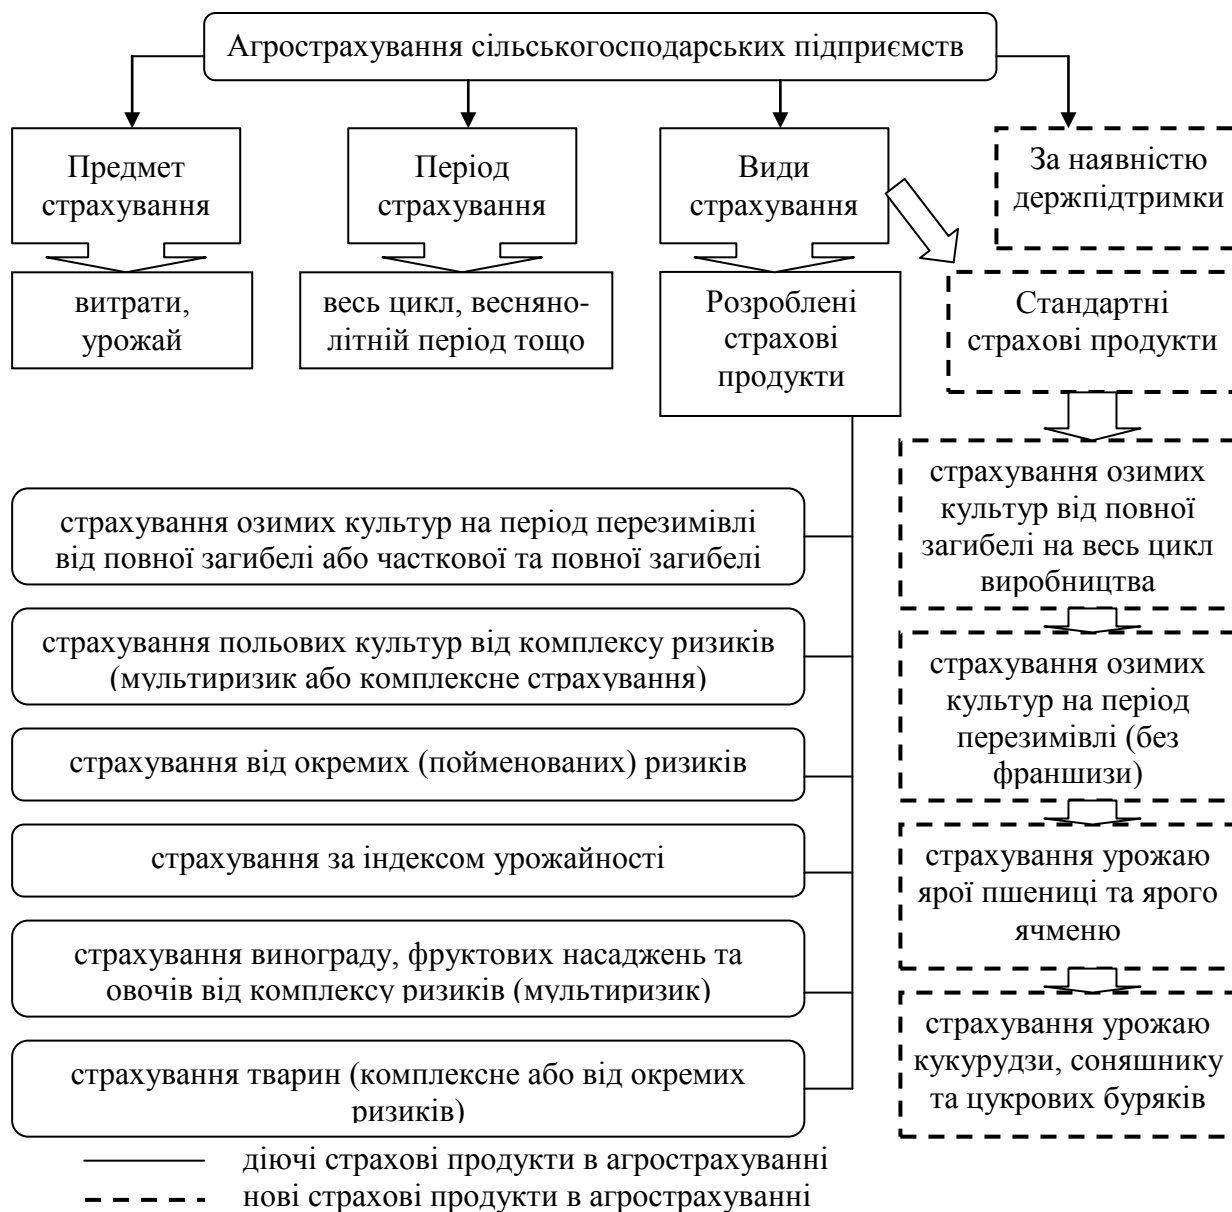 Агрострахування сільськогосподарських підприємств
Предмет
страхування
Період
страхування
Види
страхування
За наявністю
держпідтримки
витрати,
урожай
весь цикл, весняно-
літній період тощо
Розроблені
страхові
продукти
Стандартні
страхові продукти
страхування озимих культур на період перезимівлі
від повної загибелі або часткової та повної загибелі
страхування польових культур від комплексу ризиків
(мультиризик або комплексне страхування)
страхування від окремих (пойменованих) ризиків
страхування за індексом урожайності
страхування винограду, фруктових насаджень та
овочів від комплексу ризиків (мультиризик)
страхування тварин (комплексне або від окремих
ризиків)
страхування озимих
культур від повної
загибелі на весь цикл
виробництва
страхування озимих
культур на період
перезимівлі (без
франшизи)
страхування урожаю
ярої пшениці та ярого
ячменю
страхування урожаю
кукурудзи, соняшнику
та цукрових буряків
діючі страхові продукти в агрострахуванні
нові страхові продукти в агрострахуванні